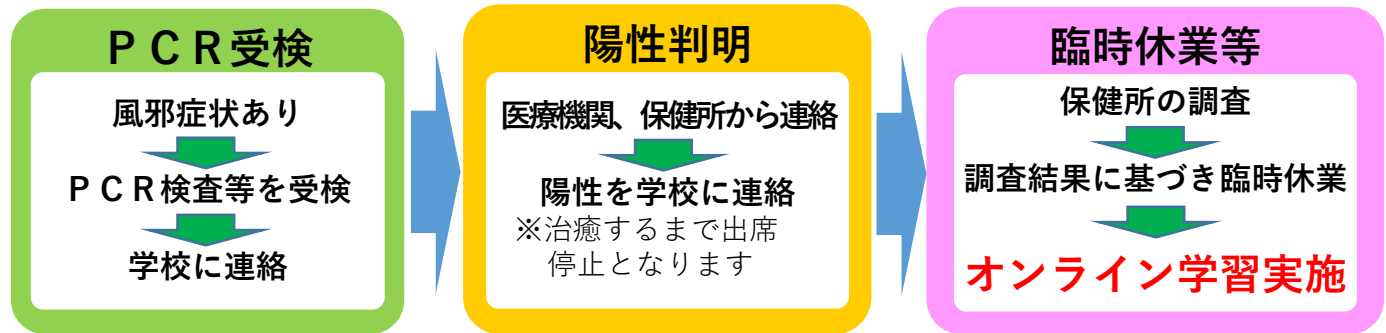 ＰＣＲ受検
風邪症状あり
ＰＣＲ検査等を受検
学校に連絡
陽性判明
医療機関、保健所から連絡
陽性を学校に連絡
※治癒するまで出席
停止となります
臨時休業等
保健所の調査
調査結果に基づき臨時休業
オンライン学習実施